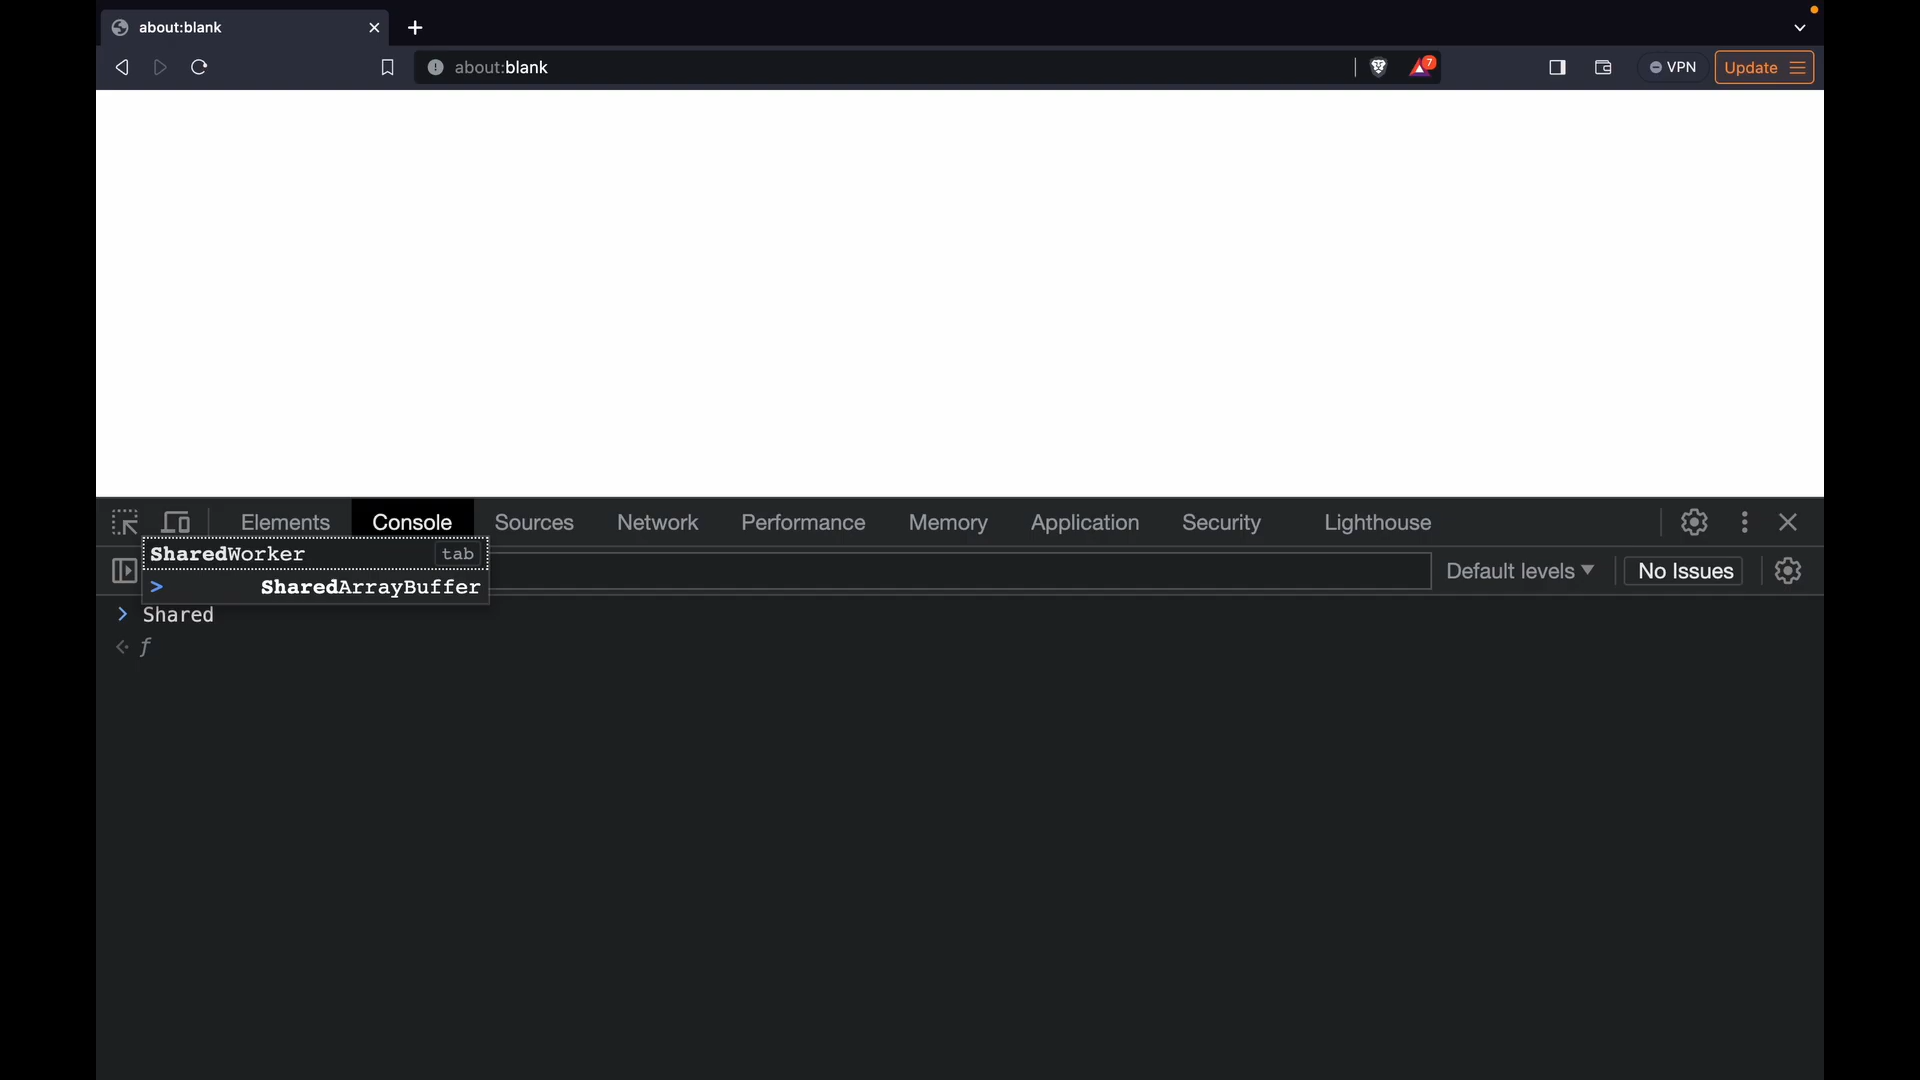 about:blank
about:blank
7
VPN
Update
Elements
Console
Sources
Network
Performance
Memory
Application
Security
Lighthouse
SharedWorker tab
> SharedArrayBuffer
Default levels
No Issues
Shared
f